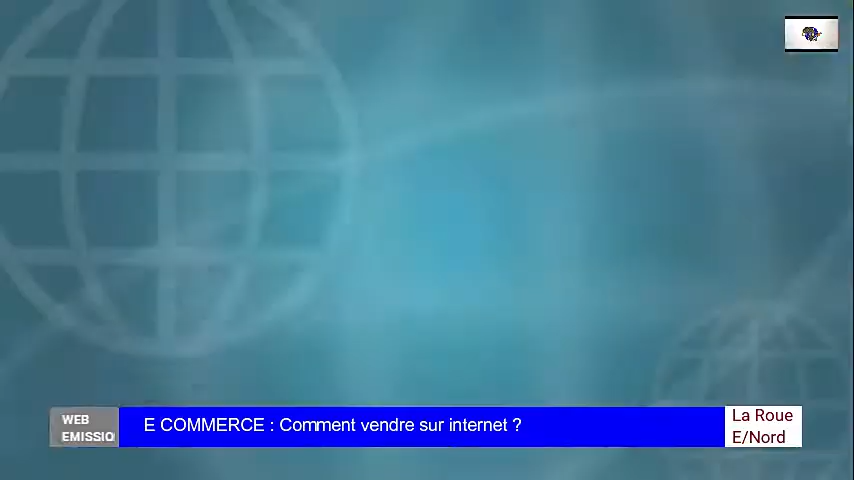 WEB
EMISSIO
E COMMERCE : Comment vendre sur internet ?
La Roue
E/Nord